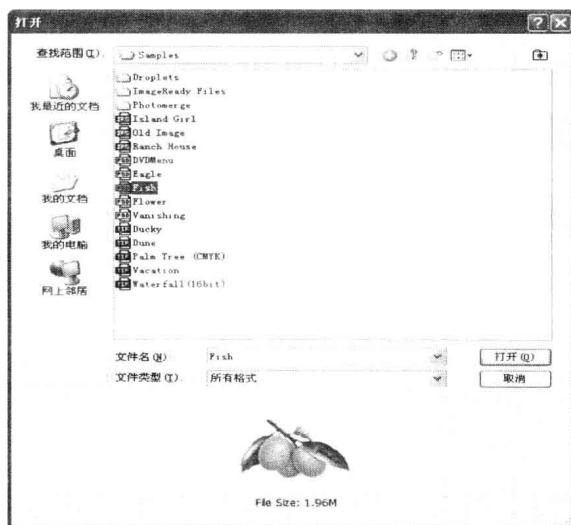 打开
查找范围(I): Samples
我最近的文档
桌面
我的文档
我的电脑
网上邻居
Droplets
ImageReady Files
Photomerge
Island Girl
Old Image
Ranch House
DVDMenu
Eagle
Fish
Flower
Vanishing
Ducky
Dune
Palm Tree (CMYK)
Vacation
Waterfall(16bit)
文件名(N) Fish 打开(O)
文件类型(T): 所有格式 取消
File Size: 1.96M